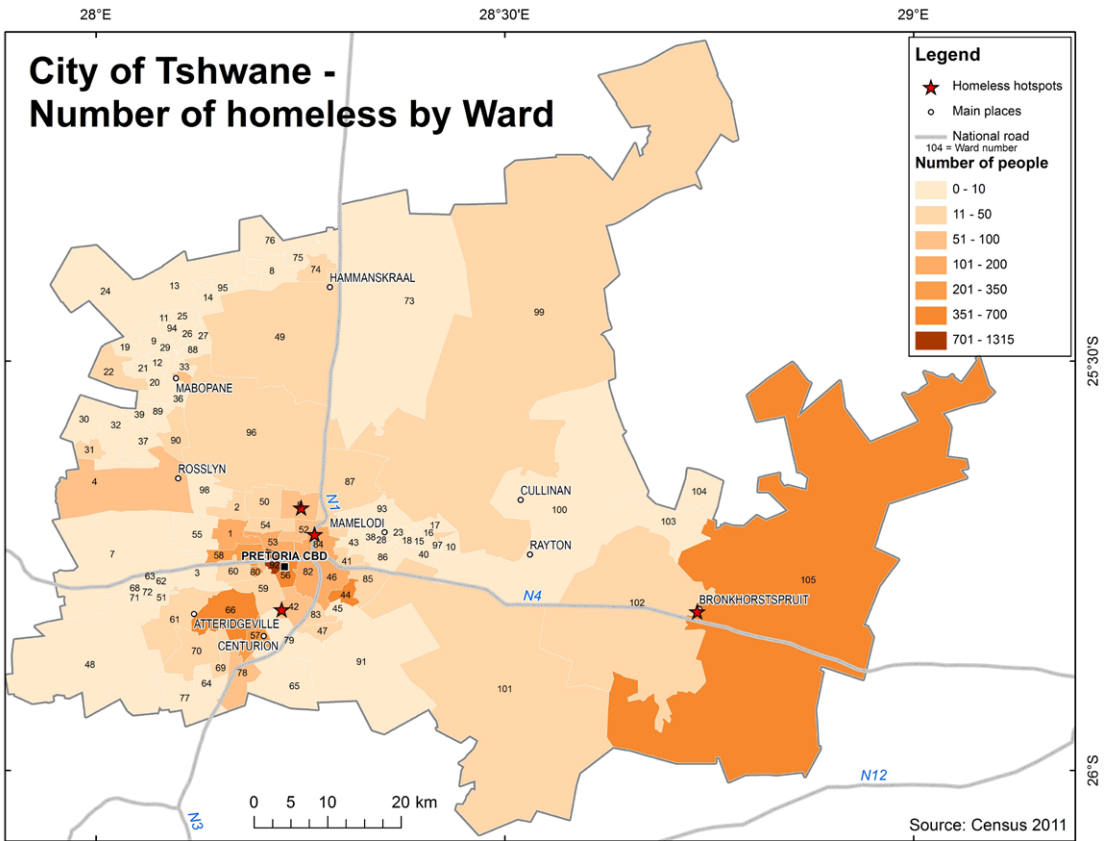 28°E 28°30'E 29°E
City of Tshwane -
Number of homeless by Ward
Legend
Homeless hotspots
Main places
National road
104 = Ward number
Number of people
0 - 10
11 - 50
51 - 100
101 - 200
201 - 350
351 - 700
701 - 1315
76
75
8 74
HAMMANSKRAAL
24 13 95
14
73
99
11 25
94
26 27
49
9
19 29 88
12
21 33
22
20
MABOPANE
36
39 89
30
32
37 90
96
31
25°30'S
ROSSLYN
4
98
87
CULLINAN
100
104
2 50
93
103
N1
MAMELODI
54 52
55 1
53
84
43 38 28 23 18 15 16 17
97 10
40
RAYTON
7
58
PRETORIA CBD
92
41 86
3 60 80 56 82 46 85
105
63
62
68 72
71 51
59
44
45
N4
102
BRONKHORSTSPRUIT
61
66
42 83
ATTERIDGEVILLE
57
47
CENTURION
79
48
70
69
78
91
101
64
65
77
26°S
N12
0 5 10 20 km
N3
Source: Census 2011